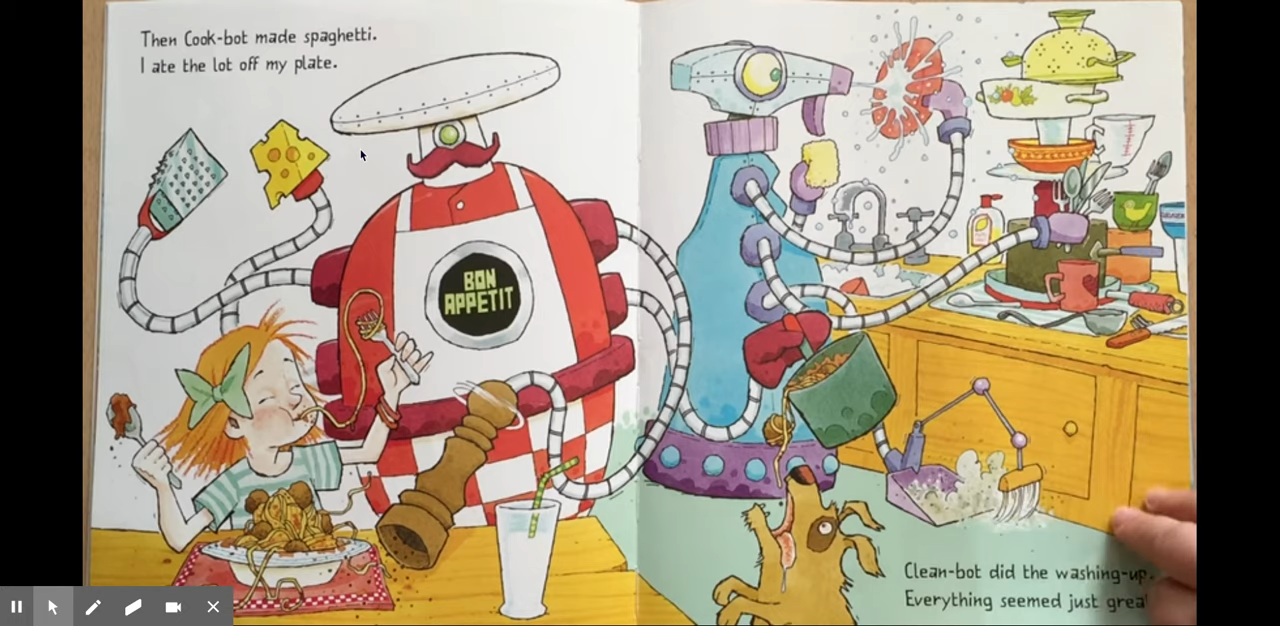 Then Cook-bot made spaghetti.
I ate the lot off my plate.
BON
APPETIT
Clean-bot did the washing-up.
Everything seemed just grea